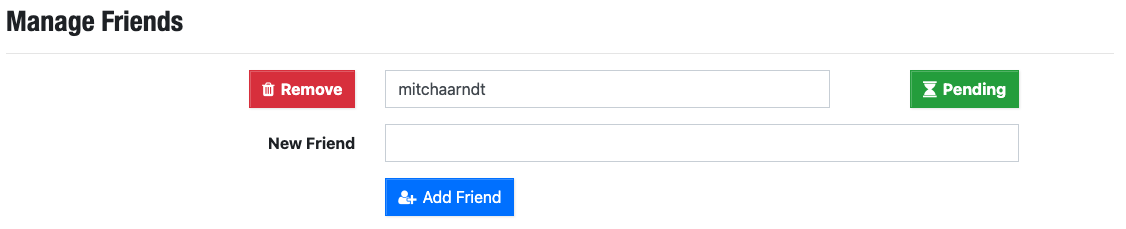 Manage Friends
Remove mitchaarndt Pending
New Friend
Add Friend